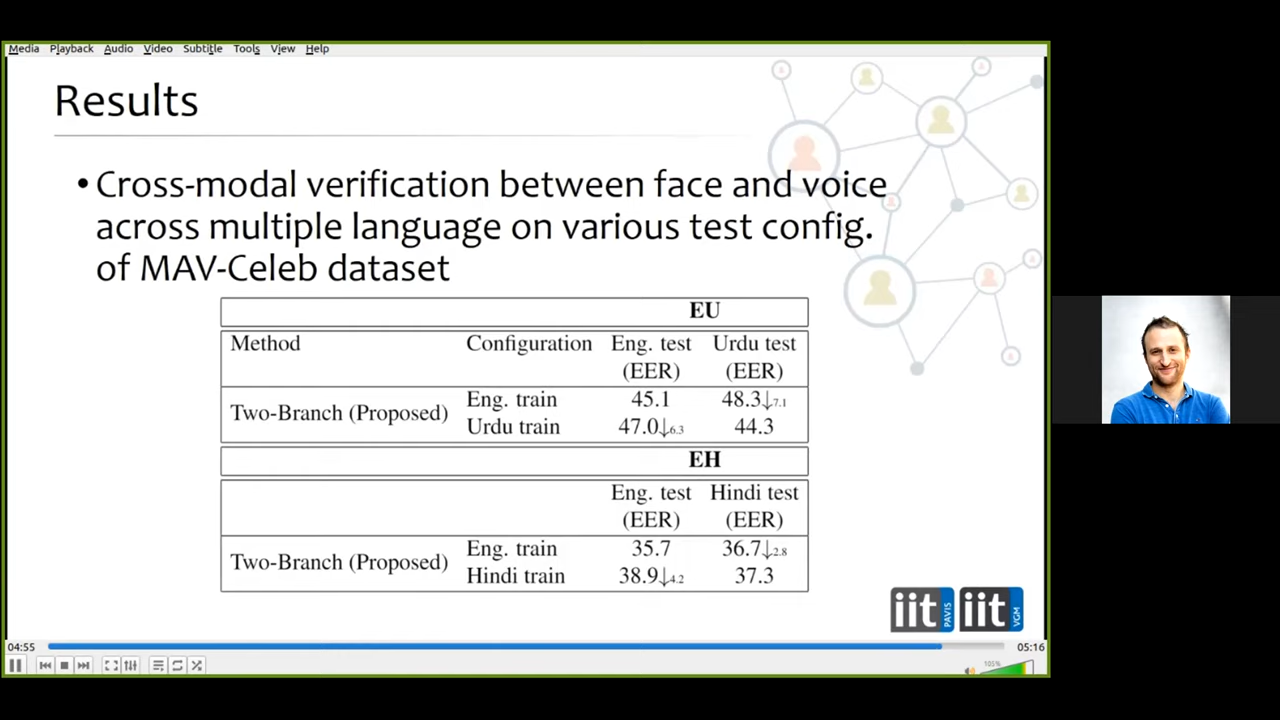 Media Playback Audio Video Subtitle Tools View Help
Results
• Cross-modal verification between face and voice
across multiple language on various test config.
of MAV-Celeb dataset
EU
Method Configuration Eng. test Urdu test
(EER) (EER)
Two-Branch (Proposed)
Eng. train 45.1 48.3↓7.1
Urdu train 47.0↓6.3 44.3
EH
Eng. test Hindi test
(EER) (EER)
Two-Branch (Proposed)
Eng. train 35.7 36.7↓2.8
Hindi train 38.9↓4.2 37.3
iit PAVIS iit VGM
04:55 05:16
105%